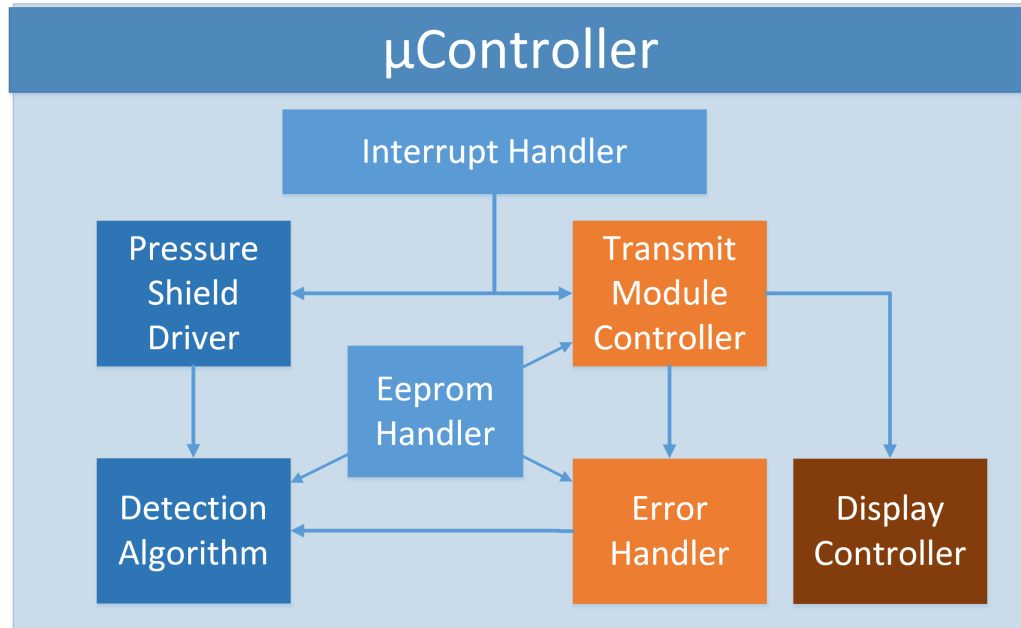 µController
Interrupt Handler
Pressure
Shield
Driver
Transmit
Module
Controller
Eeprom
Handler
Detection
Algorithm
Error
Handler
Display
Controller